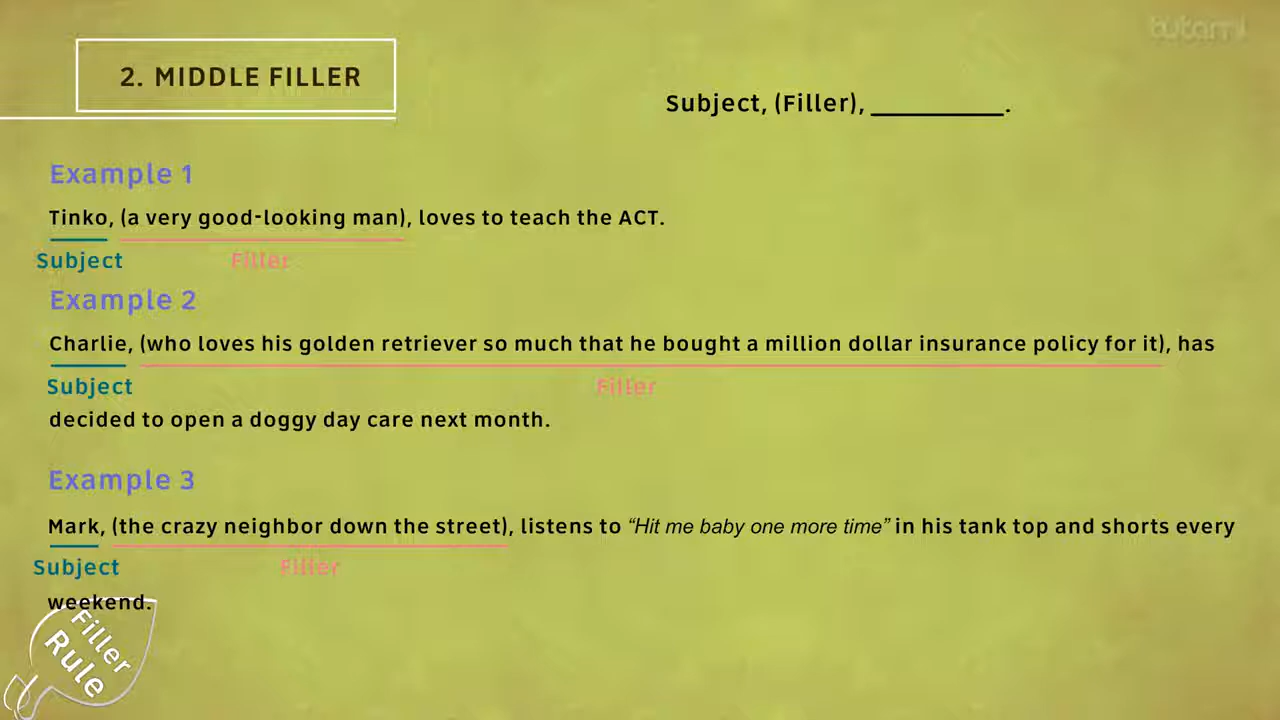 tutami
2. MIDDLE FILLER
Subject, (Filler), __________.
Example 1
Tinko, (a very good-looking man), loves to teach the ACT.
Subject Filler
Example 2
Charlie, (who loves his golden retriever so much that he bought a million dollar insurance policy for it), has
Subject Filler
decided to open a doggy day care next month.
Example 3
Mark, (the crazy neighbor down the street), listens to “Hit me baby one more time” in his tank top and shorts every
Subject Filler
weekend.
Filler
Rule